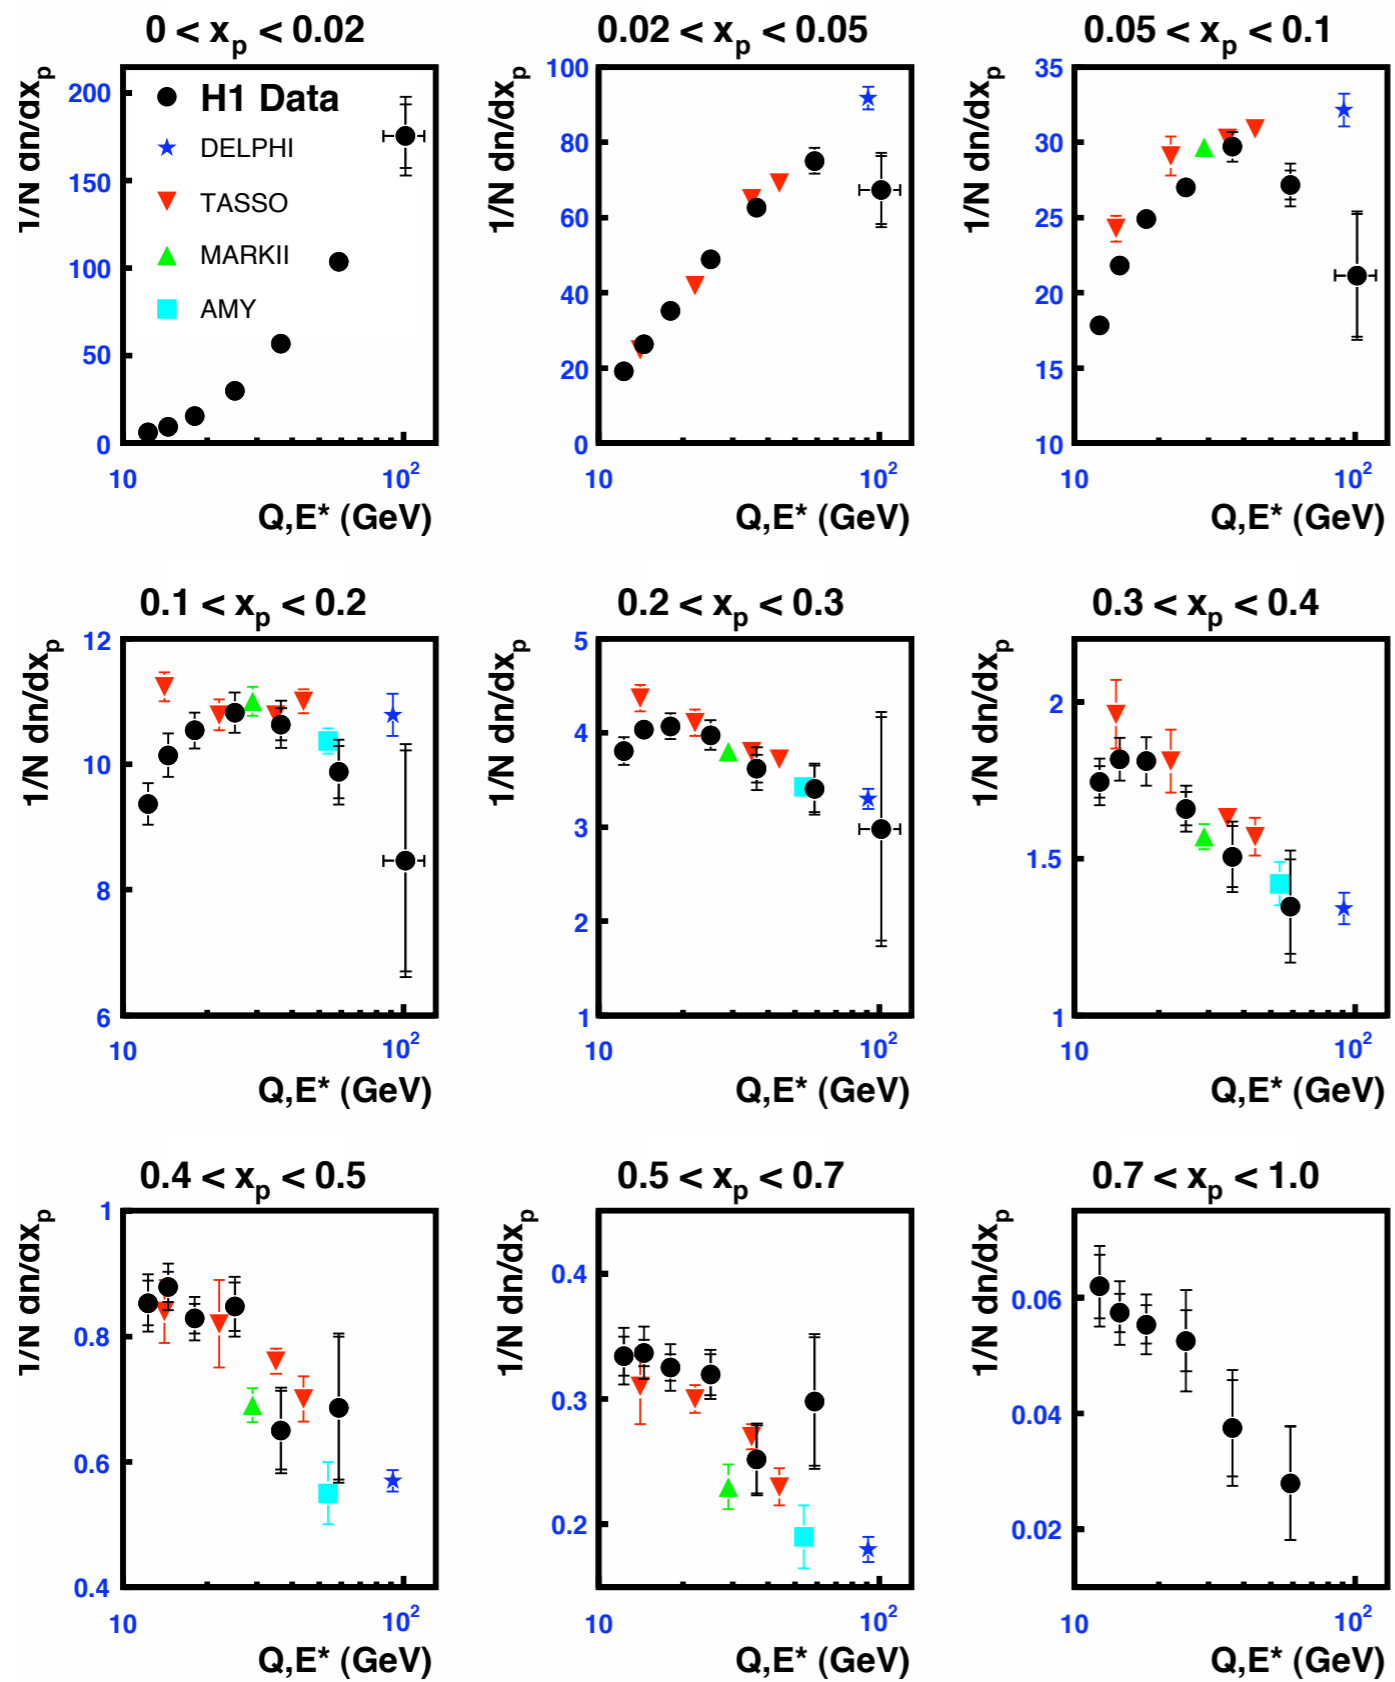 0 < xp < 0.02
1/N dn/dxp
200
150
100
50
0
H1 Data
DELPHI
TASSO
MARKII
AMY
10
10²
Q,E* (GeV)
0.02 < xp < 0.05
1/N dn/dxp
100
80
60
40
20
0
10
10²
Q,E* (GeV)
0.05 < xp < 0.1
1/N dn/dxp
35
30
25
20
15
10
10
10²
Q,E* (GeV)
0.1 < xp < 0.2
1/N dn/dxp
12
10
8
6
10
10²
Q,E* (GeV)
0.2 < xp < 0.3
1/N dn/dxp
5
4
3
2
1
10
10²
Q,E* (GeV)
0.3 < xp < 0.4
1/N dn/dxp
2
1.5
1
10
10²
Q,E* (GeV)
0.4 < xp < 0.5
1/N dn/dxp
1
0.8
0.6
0.4
10
10²
Q,E* (GeV)
0.5 < xp < 0.7
1/N dn/dxp
0.4
0.3
0.2
10
10²
Q,E* (GeV)
0.7 < xp < 1.0
1/N dn/dxp
0.06
0.04
0.02
10
10²
Q,E* (GeV)